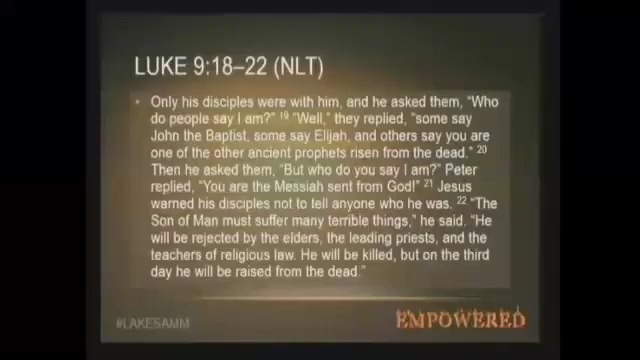 LUKE 9:18–22 (NLT)
• Only his disciples were with him, and he asked them, “Who
do people say I am?” 19 “Well,” they replied, “some say
John the Baptist, some say Elijah, and others say you are
one of the other ancient prophets risen from the dead.” 20
Then he asked them, “But who do you say I am?” Peter
replied, “You are the Messiah sent from God!” 21 Jesus
warned his disciples not to tell anyone who he was. 22 “The
Son of Man must suffer many terrible things,” he said. “He
will be rejected by the elders, the leading priests, and the
teachers of religious law. He will be killed, but on the third
day he will be raised from the dead.”
#LAKESAMM
EMPOWERED